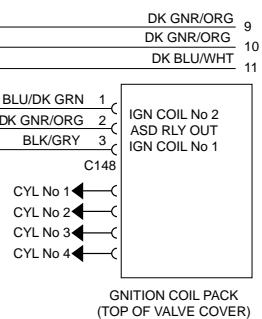 DK GNR/ORG 9
DK GNR/ORG 10
DK BLU/WHT 11
BLU/DK GRN 1 IGN COIL No 2
DK GNR/ORG 2 ASD RLY OUT
BLK/GRY 3 IGN COIL No 1
C148
CYL No 1
CYL No 2
CYL No 3
CYL No 4
GNITION COIL PACK
(TOP OF VALVE COVER)